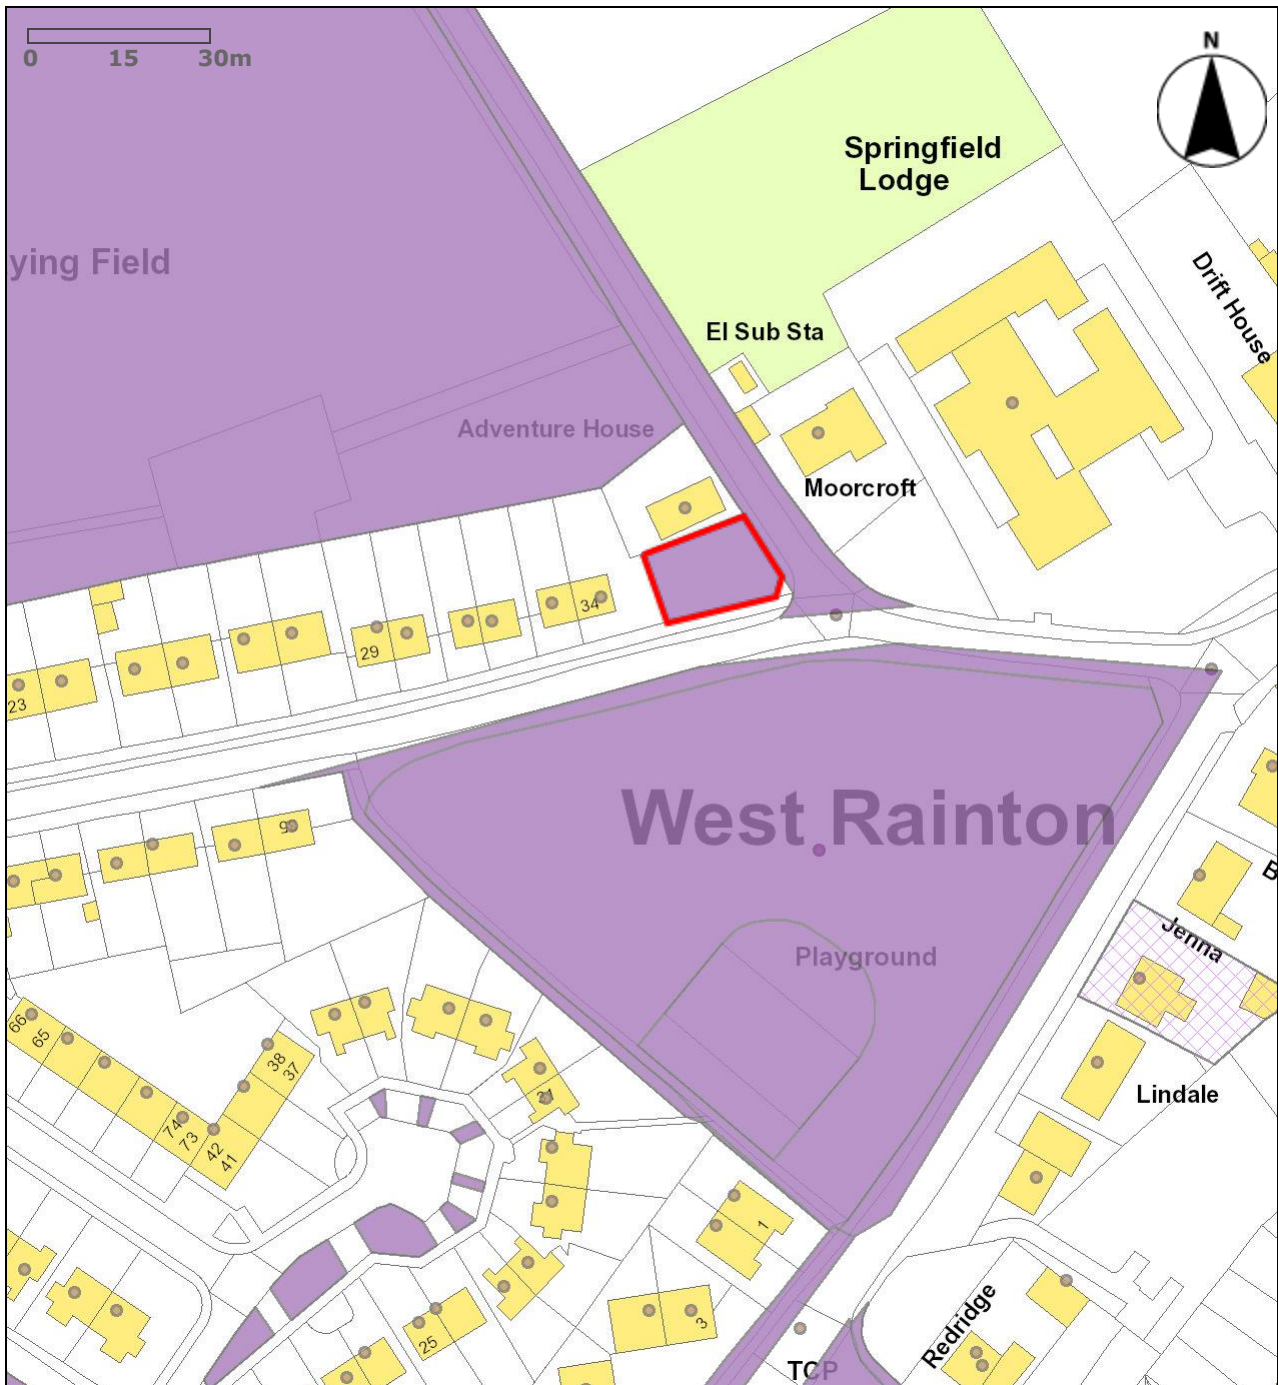 N
0 15 30m
Springfield
Lodge
ying Field
Drift House
El Sub Sta
Adventure House
Moorcroft
34
29
23
West Rainton
9
B
Jenna
Playground
66
65
38
37
74
73
42
41
31
Lindale
1
3
25
Redridge
TCP